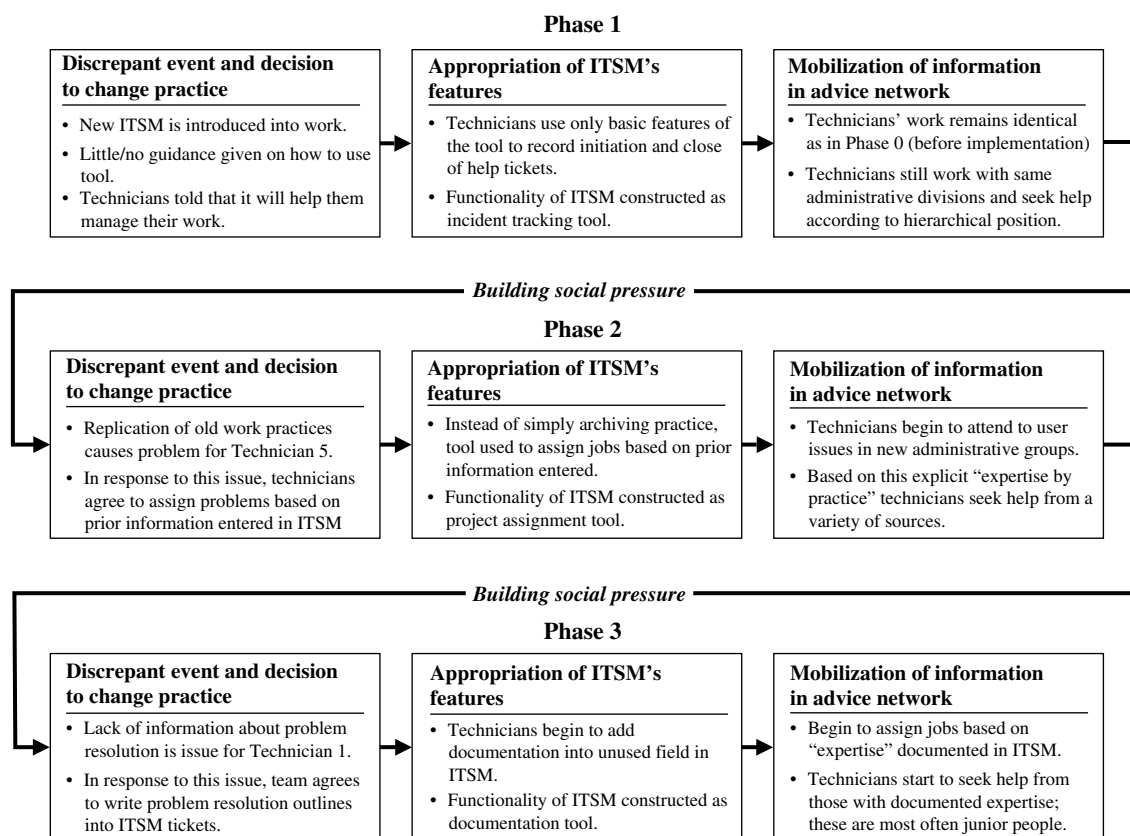 Phase 1
Discrepant event and decision
to change practice
• New ITSM is introduced into work.
• Little/no guidance given on how to use
tool.
• Technicians told that it will help them
manage their work.
Appropriation of ITSM's
features
• Technicians use only basic features of
the tool to record initiation and close
of help tickets.
• Functionality of ITSM constructed as
incident tracking tool.
Mobilization of information
in advice network
• Technicians' work remains identical
as in Phase 0 (before implementation)
• Technicians still work with same
administrative divisions and seek help
according to hierarchical position.
Building social pressure
Phase 2
Discrepant event and decision
to change practice
• Replication of old work practices
causes problem for Technician 5.
• In response to this issue, technicians
agree to assign problems based on
prior information entered in ITSM
Appropriation of ITSM's
features
• Instead of simply archiving practice,
tool used to assign jobs based on prior
information entered.
• Functionality of ITSM constructed as
project assignment tool.
Mobilization of information
in advice network
• Technicians begin to attend to user
issues in new administrative groups.
• Based on this explicit “expertise by
practice” technicians seek help from a
variety of sources.
Building social pressure
Phase 3
Discrepant event and decision
to change practice
• Lack of information about problem
resolution is issue for Technician 1.
• In response to this issue, team agrees
to write problem resolution outlines
into ITSM tickets.
Appropriation of ITSM's
features
• Technicians begin to add
documentation into unused field in
ITSM.
• Functionality of ITSM constructed as
documentation tool.
Mobilization of information
in advice network
• Begin to assign jobs based on
“expertise” documented in ITSM.
• Technicians start to seek help from
those with documented expertise;
these are most often junior people.